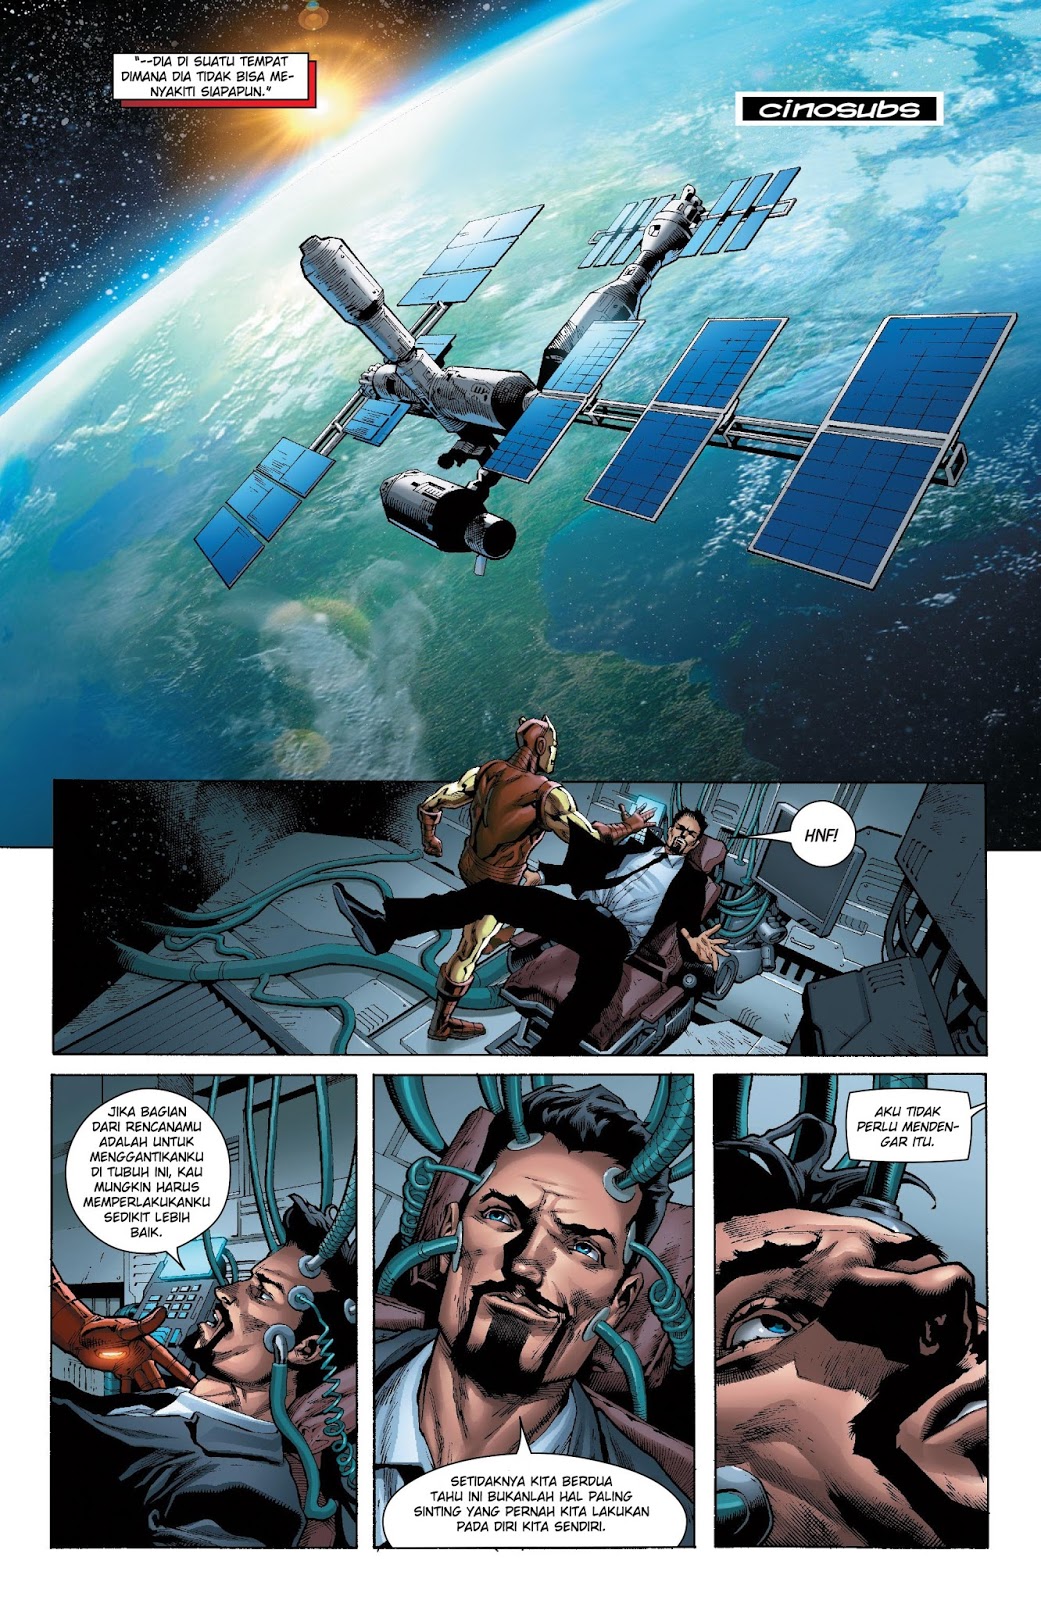 "--DIA DI SUATU TEMPAT
DIMANA DIA TIDAK BISA ME-
NYAKITI SIAPAPUN."
cinosubs
HNF!
JIKA BAGIAN
DARI RENCANAMU
ADALAH UNTUK
MENGGANTIKANKU
DI TUBUH INI, KAU
MUNGKIN HARUS
MEMPERLAKUKANKU
SEDIKIT LEBIH
BAIK.
SETIDAKNYA KITA BERDUA
TAHU INI BUKANLAH HAL PALING
SINTING YANG PERNAH KITA LAKUKAN
PADA DIRI KITA SENDIRI.
AKU TIDAK
PERLU MENDEN-
GAR ITU.